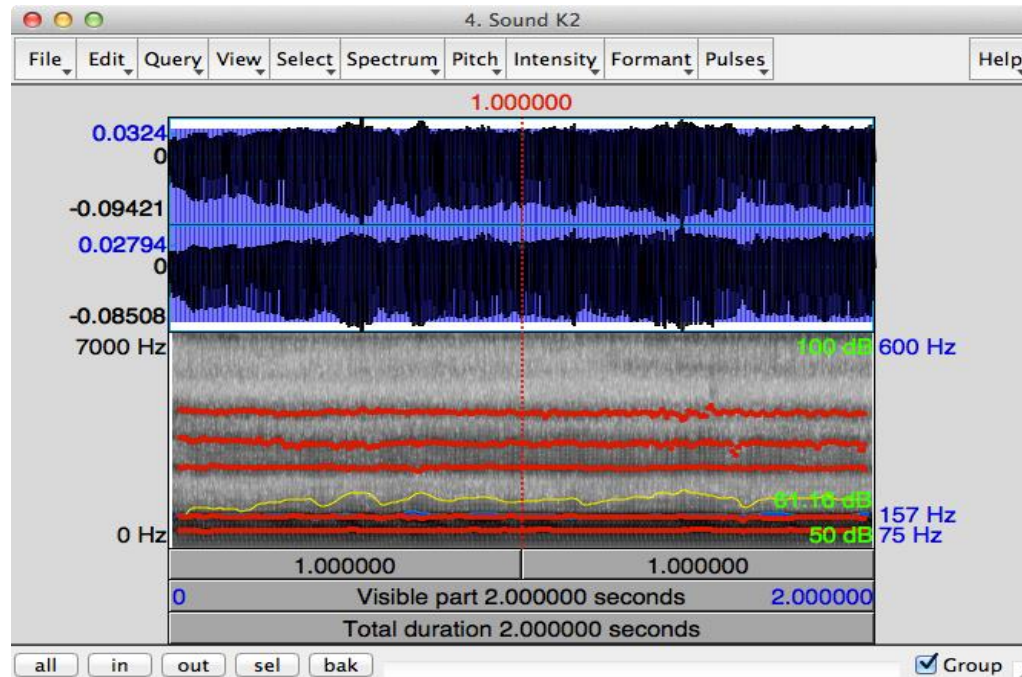 4. Sound K2
File Edit Query View Select Spectrum Pitch Intensity Formant Pulses Help
1.000000
0.0324
0
-0.09421
0.02794
0
-0.08508
7000 Hz 100 dB 600 Hz
61.16 dB 157 Hz
0 Hz 50 dB 75 Hz
1.000000 1.000000
0 Visible part 2.000000 seconds 2.000000
Total duration 2.000000 seconds
all in out sel bak Group